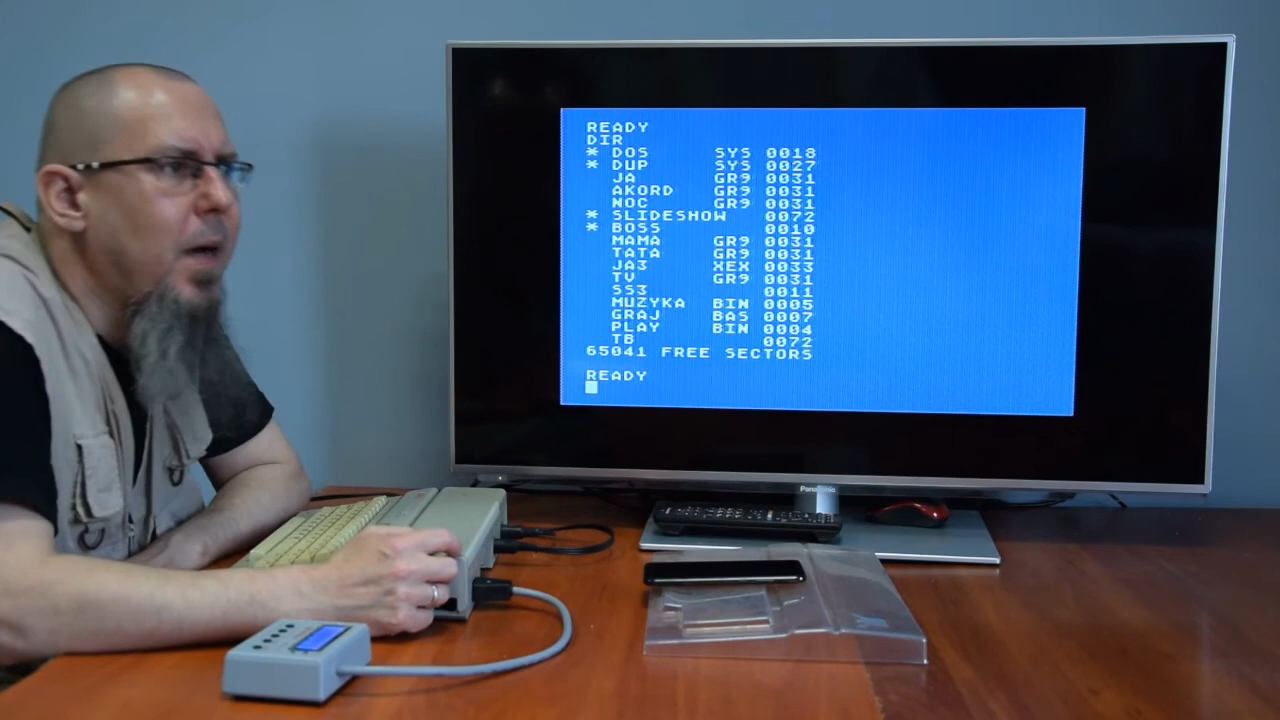 READY
DIR
* DOS SYS 0018
* DUP SYS 0027
JA GR9 0031
AKORD GR9 0031
NOC GR9 0031
* SLIDESHOW 0072
* BOSS 0010
MAMA GR9 0031
TATA GR9 0031
JA3 XEX 0033
TV GR9 0031
SS3 0011
MUZYKA BIN 0005
GRAJ BAS 0007
PLAY BIN 0004
TB 0072
65041 FREE SECTORS
READY
Panasonic